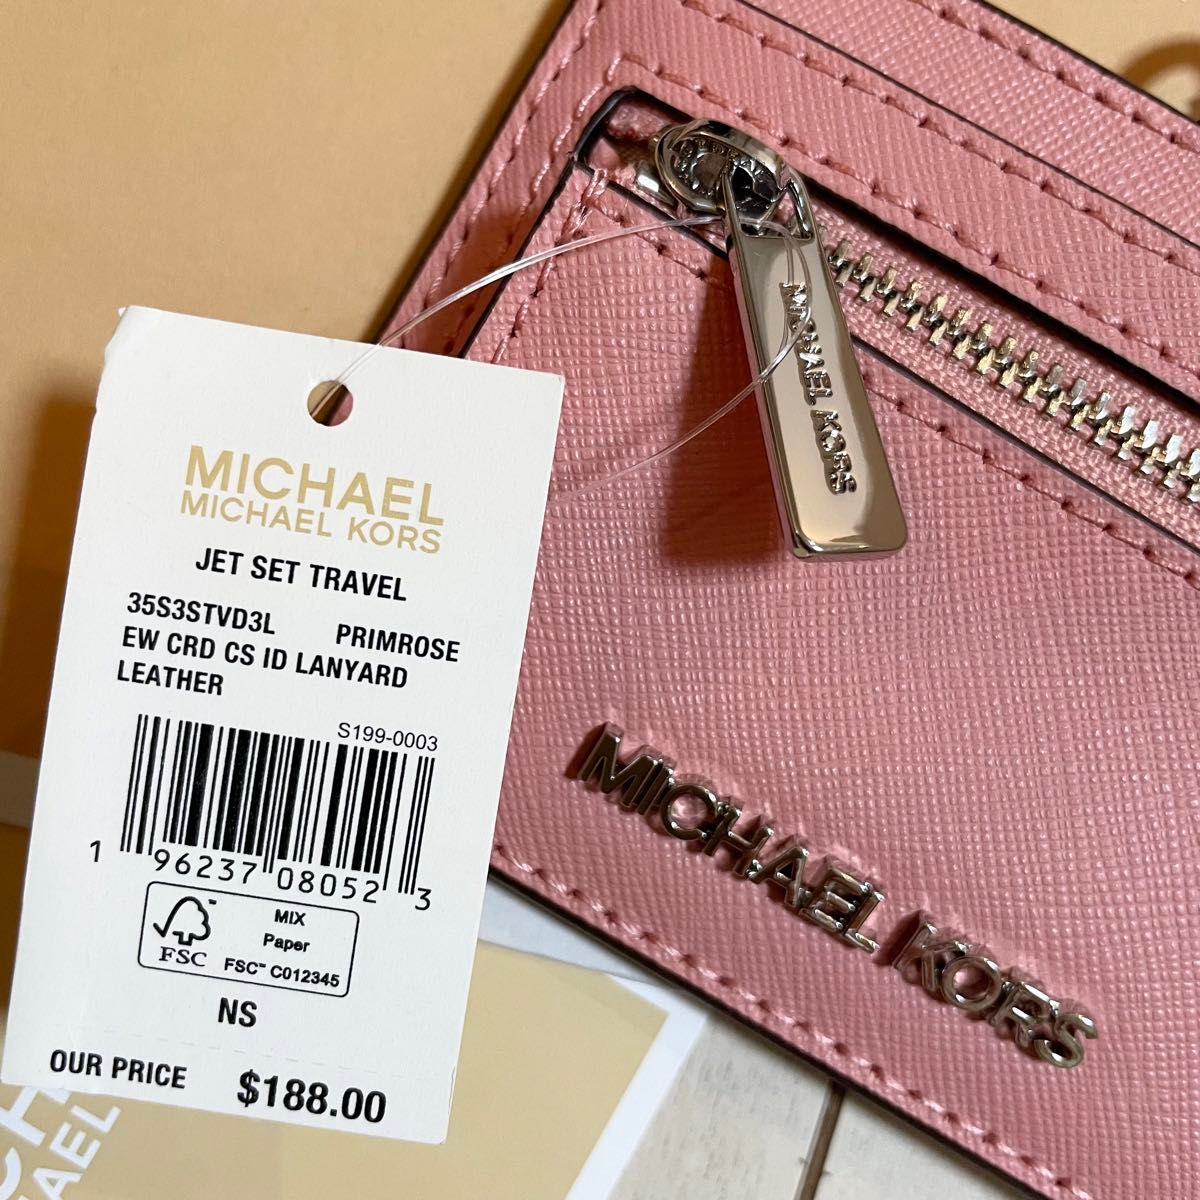 MICHAEL
MICHAEL KORS
JET SET TRAVEL
35S3STVD3L PRIMROSE
EW CRD CS ID LANYARD
LEATHER
S199-0003
1 96237 08052 3
MIX
Paper
FSC
FSC™ C012345
NS
OUR PRICE $188.00
MICHAEL KORS
MICHAEL KORS